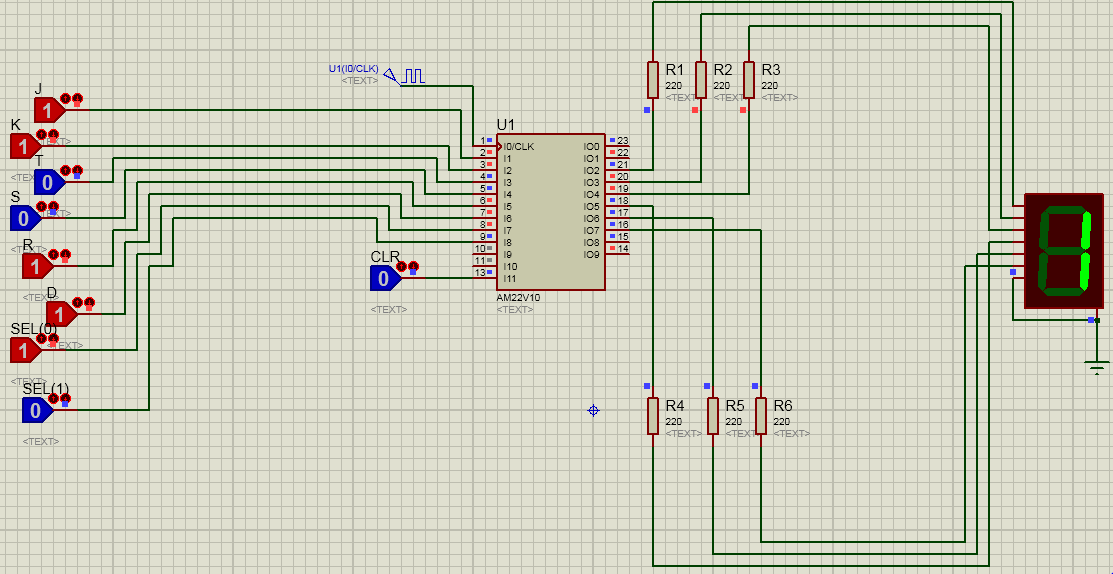 J
1
K
1
<TEXT>
T
0
<TEXT>
S
0
<TEXT>
R
1
<TEXT>
D
1
SEL(0)
1
<TEXT>
<TEXT>
SEL(1)
0
<TEXT>
U1(I0/CLK)
<TEXT>
CLR
0
<TEXT>
U1
1 I0/CLK IO0 23
2 I1 IO1 22
3 I2 IO2 21
4 I3 IO3 20
5 I4 IO4 19
6 I5 IO5 18
7 I6 IO6 17
8 I7 IO7 16
9 I8 IO8 15
10 I9 IO9 14
11 I10
13 I11
AM22V10
<TEXT>
R1
220
<TEXT>
R2
220
<TEXT>
R3
220
<TEXT>
R4
220
<TEXT>
R5
220
<TEXT>
R6
220
<TEXT>
1